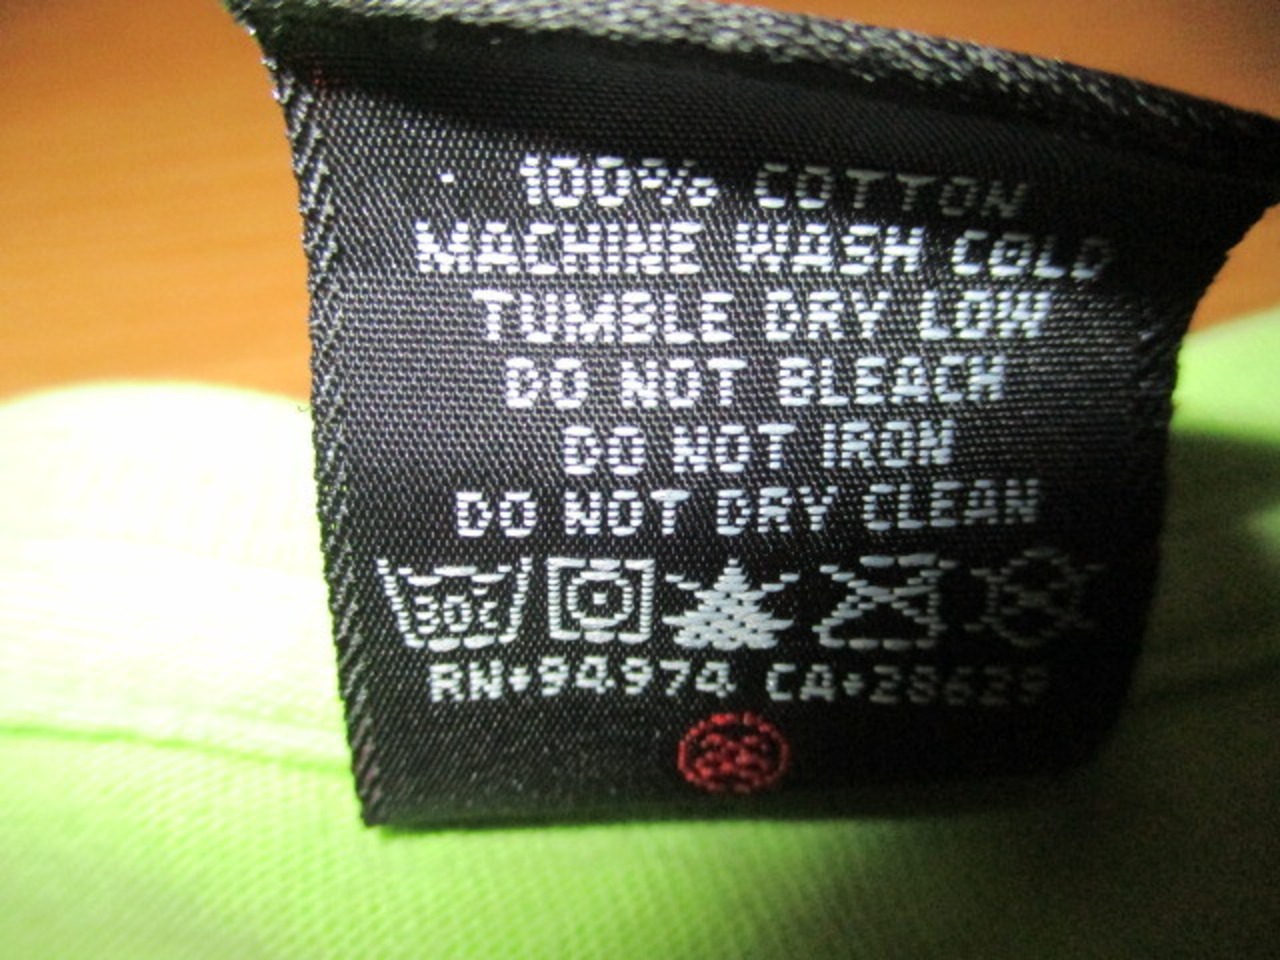 100% COTTON
MACHINE WASH COLD
TUMBLE DRY LOW
DO NOT BLEACH
DO NOT IRON
DO NOT DRY CLEAN
30c
RN•94974 CA•28629